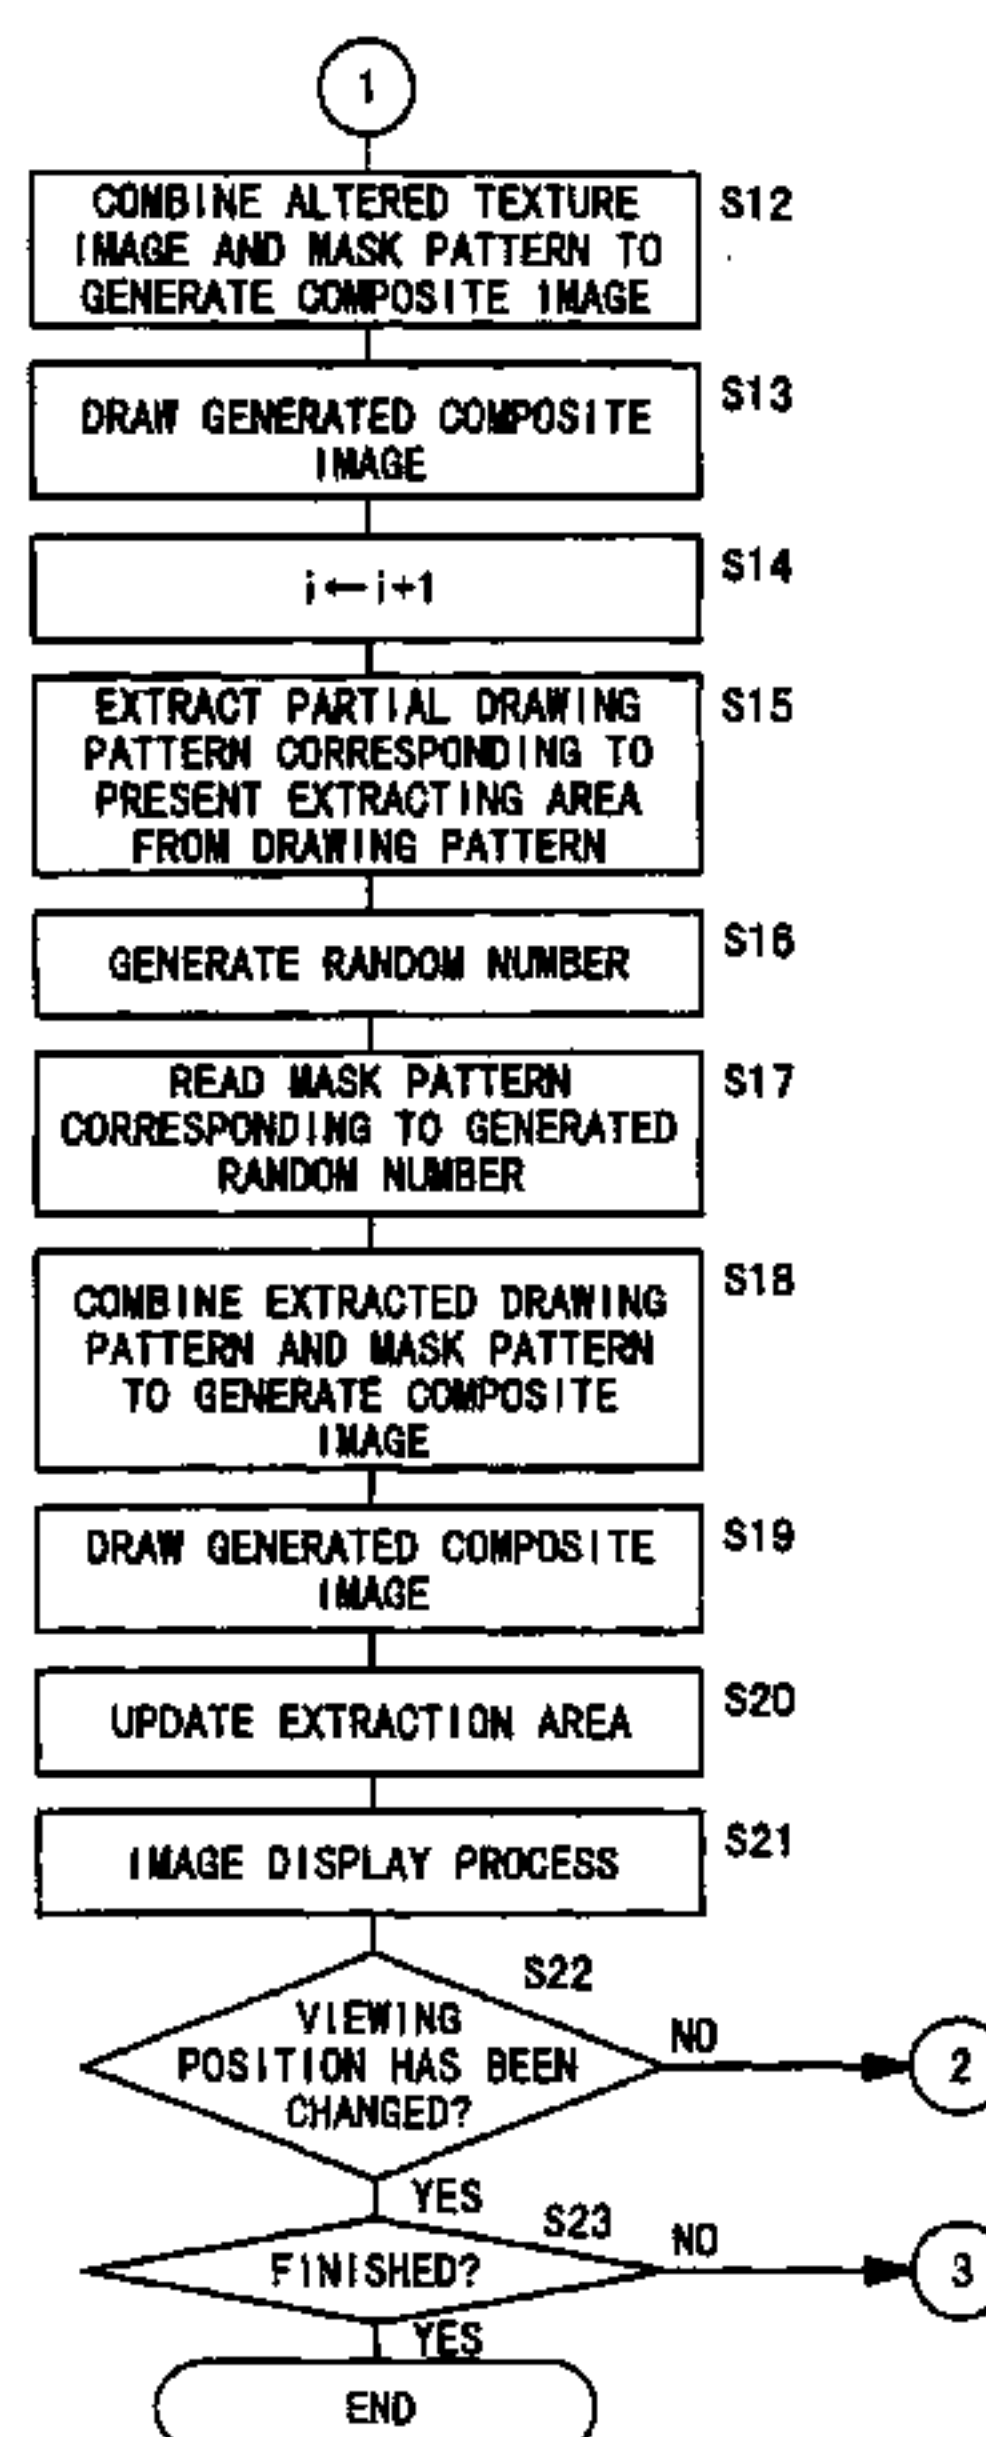 1
COMBINE ALTERED TEXTURE
IMAGE AND MASK PATTERN TO
GENERATE COMPOSITE IMAGE
S12
DRAW GENERATED COMPOSITE
IMAGE
S13
i←i+1
S14
EXTRACT PARTIAL DRAWING
PATTERN CORRESPONDING TO
PRESENT EXTRACTING AREA
FROM DRAWING PATTERN
S15
GENERATE RANDOM NUMBER
S16
READ MASK PATTERN
CORRESPONDING TO GENERATED
RANDOM NUMBER
S17
COMBINE EXTRACTED DRAWING
PATTERN AND MASK PATTERN
TO GENERATE COMPOSITE
IMAGE
S18
DRAW GENERATED COMPOSITE
IMAGE
S19
UPDATE EXTRACTION AREA
S20
IMAGE DISPLAY PROCESS
S21
VIEWING
POSITION HAS BEEN
CHANGED?
S22
NO
2
YES
FINISHED?
S23
NO
3
YES
END